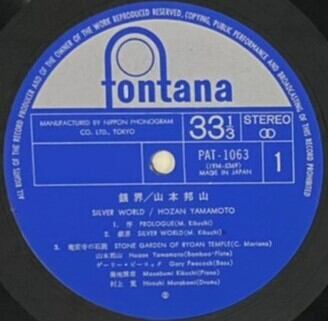 ALL RIGHTS OF THE RECORD PRODUCER AND OF THE OWNER OF THE WORK REPRODUCED RESERVED. COPYING, PUBLIC PERFORMANCE AND BROADCASTING OF THIS RECORD PROHIBITED
fontana
MANUFACTURED BY NIPPON PHONOGRAM
CO. LTD., TOKYO
33 1/3
STEREO
PAT-1063
MADE IN JAPAN
1
銀界/山本邦山
SILVER WORLD / HOZAN YAMAMOTO
1. 序 PROLOGUE(M. Kikuchi)
2. 銀界 SILVER WORLD(M. Kikuchi)
3. 竜安寺の石庭 STONE GARDEN OF RYOAN TEMPLE(C. Mariano)
山本邦山 Hozan Yamamoto(Bamboo-Flute)
ゲーリー・ピーコック Gary Peacock(Bass)
菊地雅章 Masabumi Kikuchi(Piano)
村上 寛 Hiroshi Murakami(Drums)